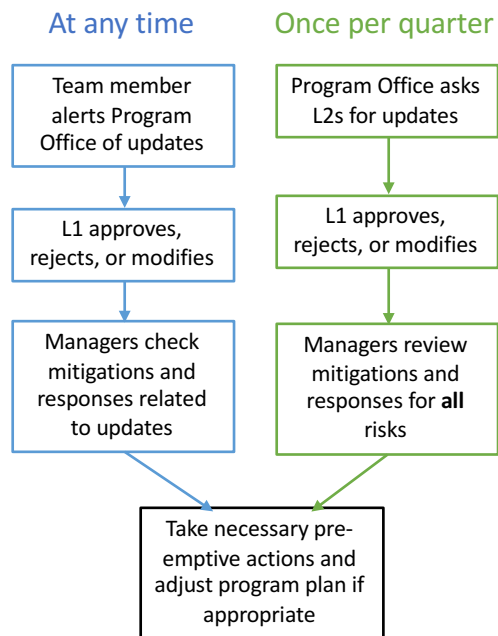 At any time
Team member
alerts Program
Office of updates
L1 approves,
rejects, or modifies
Managers check
mitigations and
responses related
to updates
Once per quarter
Program Office asks
L2s for updates
L1 approves,
rejects, or modifies
Managers review
mitigations and
responses for all
risks
Take necessary pre-
emptive actions and
adjust program plan if
appropriate